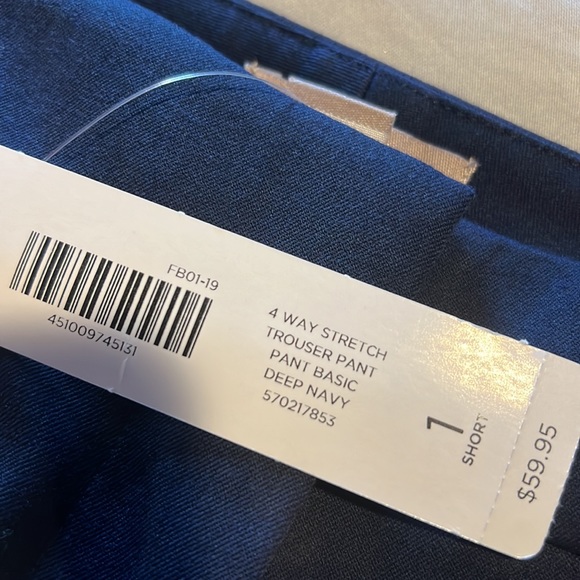 FB01-19
451009745131
4 WAY STRETCH
TROUSER PANT
PANT BASIC
DEEP NAVY
570217853
1
SHORT
$59.95